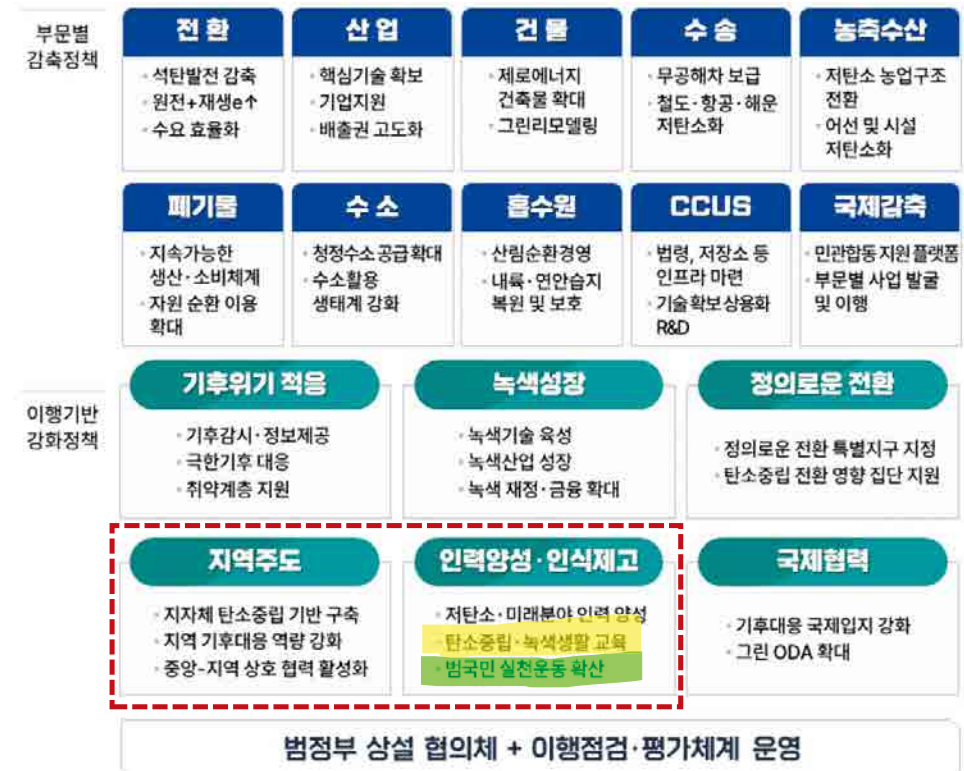 부문별
감축정책
전환
· 석탄발전 감축
· 원전+재생e↑
· 수요 효율화
산업
· 핵심기술 확보
· 기업지원
· 배출권 고도화
건물
· 제로에너지
건축물 확대
· 그린리모델링
수송
· 무공해차 보급
· 철도·항공·해운
저탄소화
농축수산
· 저탄소 농업구조
전환
· 어선 및 시설
저탄소화
폐기물
· 지속가능한
생산·소비체계
· 자원 순환 이용
확대
수소
· 청정수소 공급 확대
· 수소활용
생태계 강화
흡수원
· 산림순환경영
· 내륙·연안습지
복원 및 보호
CCUS
· 법령, 저장소 등
인프라 마련
· 기술 확보 상용화
R&D
국제감축
· 민관합동 지원 플랫폼
· 부문별 사업 발굴
및 이행
이행기반
강화정책
기후위기 적응
· 기후감시·정보제공
· 극한기후 대응
· 취약계층 지원
녹색성장
· 녹색기술 육성
· 녹색산업 성장
· 녹색 재정·금융 확대
정의로운 전환
· 정의로운 전환 특별지구 지정
· 탄소중립 전환 영향 집단 지원
지역주도
· 지자체 탄소중립 기반 구축
· 지역 기후대응 역량 강화
· 중앙-지역 상호 협력 활성화
인력양성·인식제고
· 저탄소·미래분야 인력 양성
· 탄소중립·녹색생활 교육
· 범국민 실천운동 확산
국제협력
· 기후대응 국제입지 강화
· 그린 ODA 확대
범정부 상설 협의체 + 이행점검·평가체계 운영